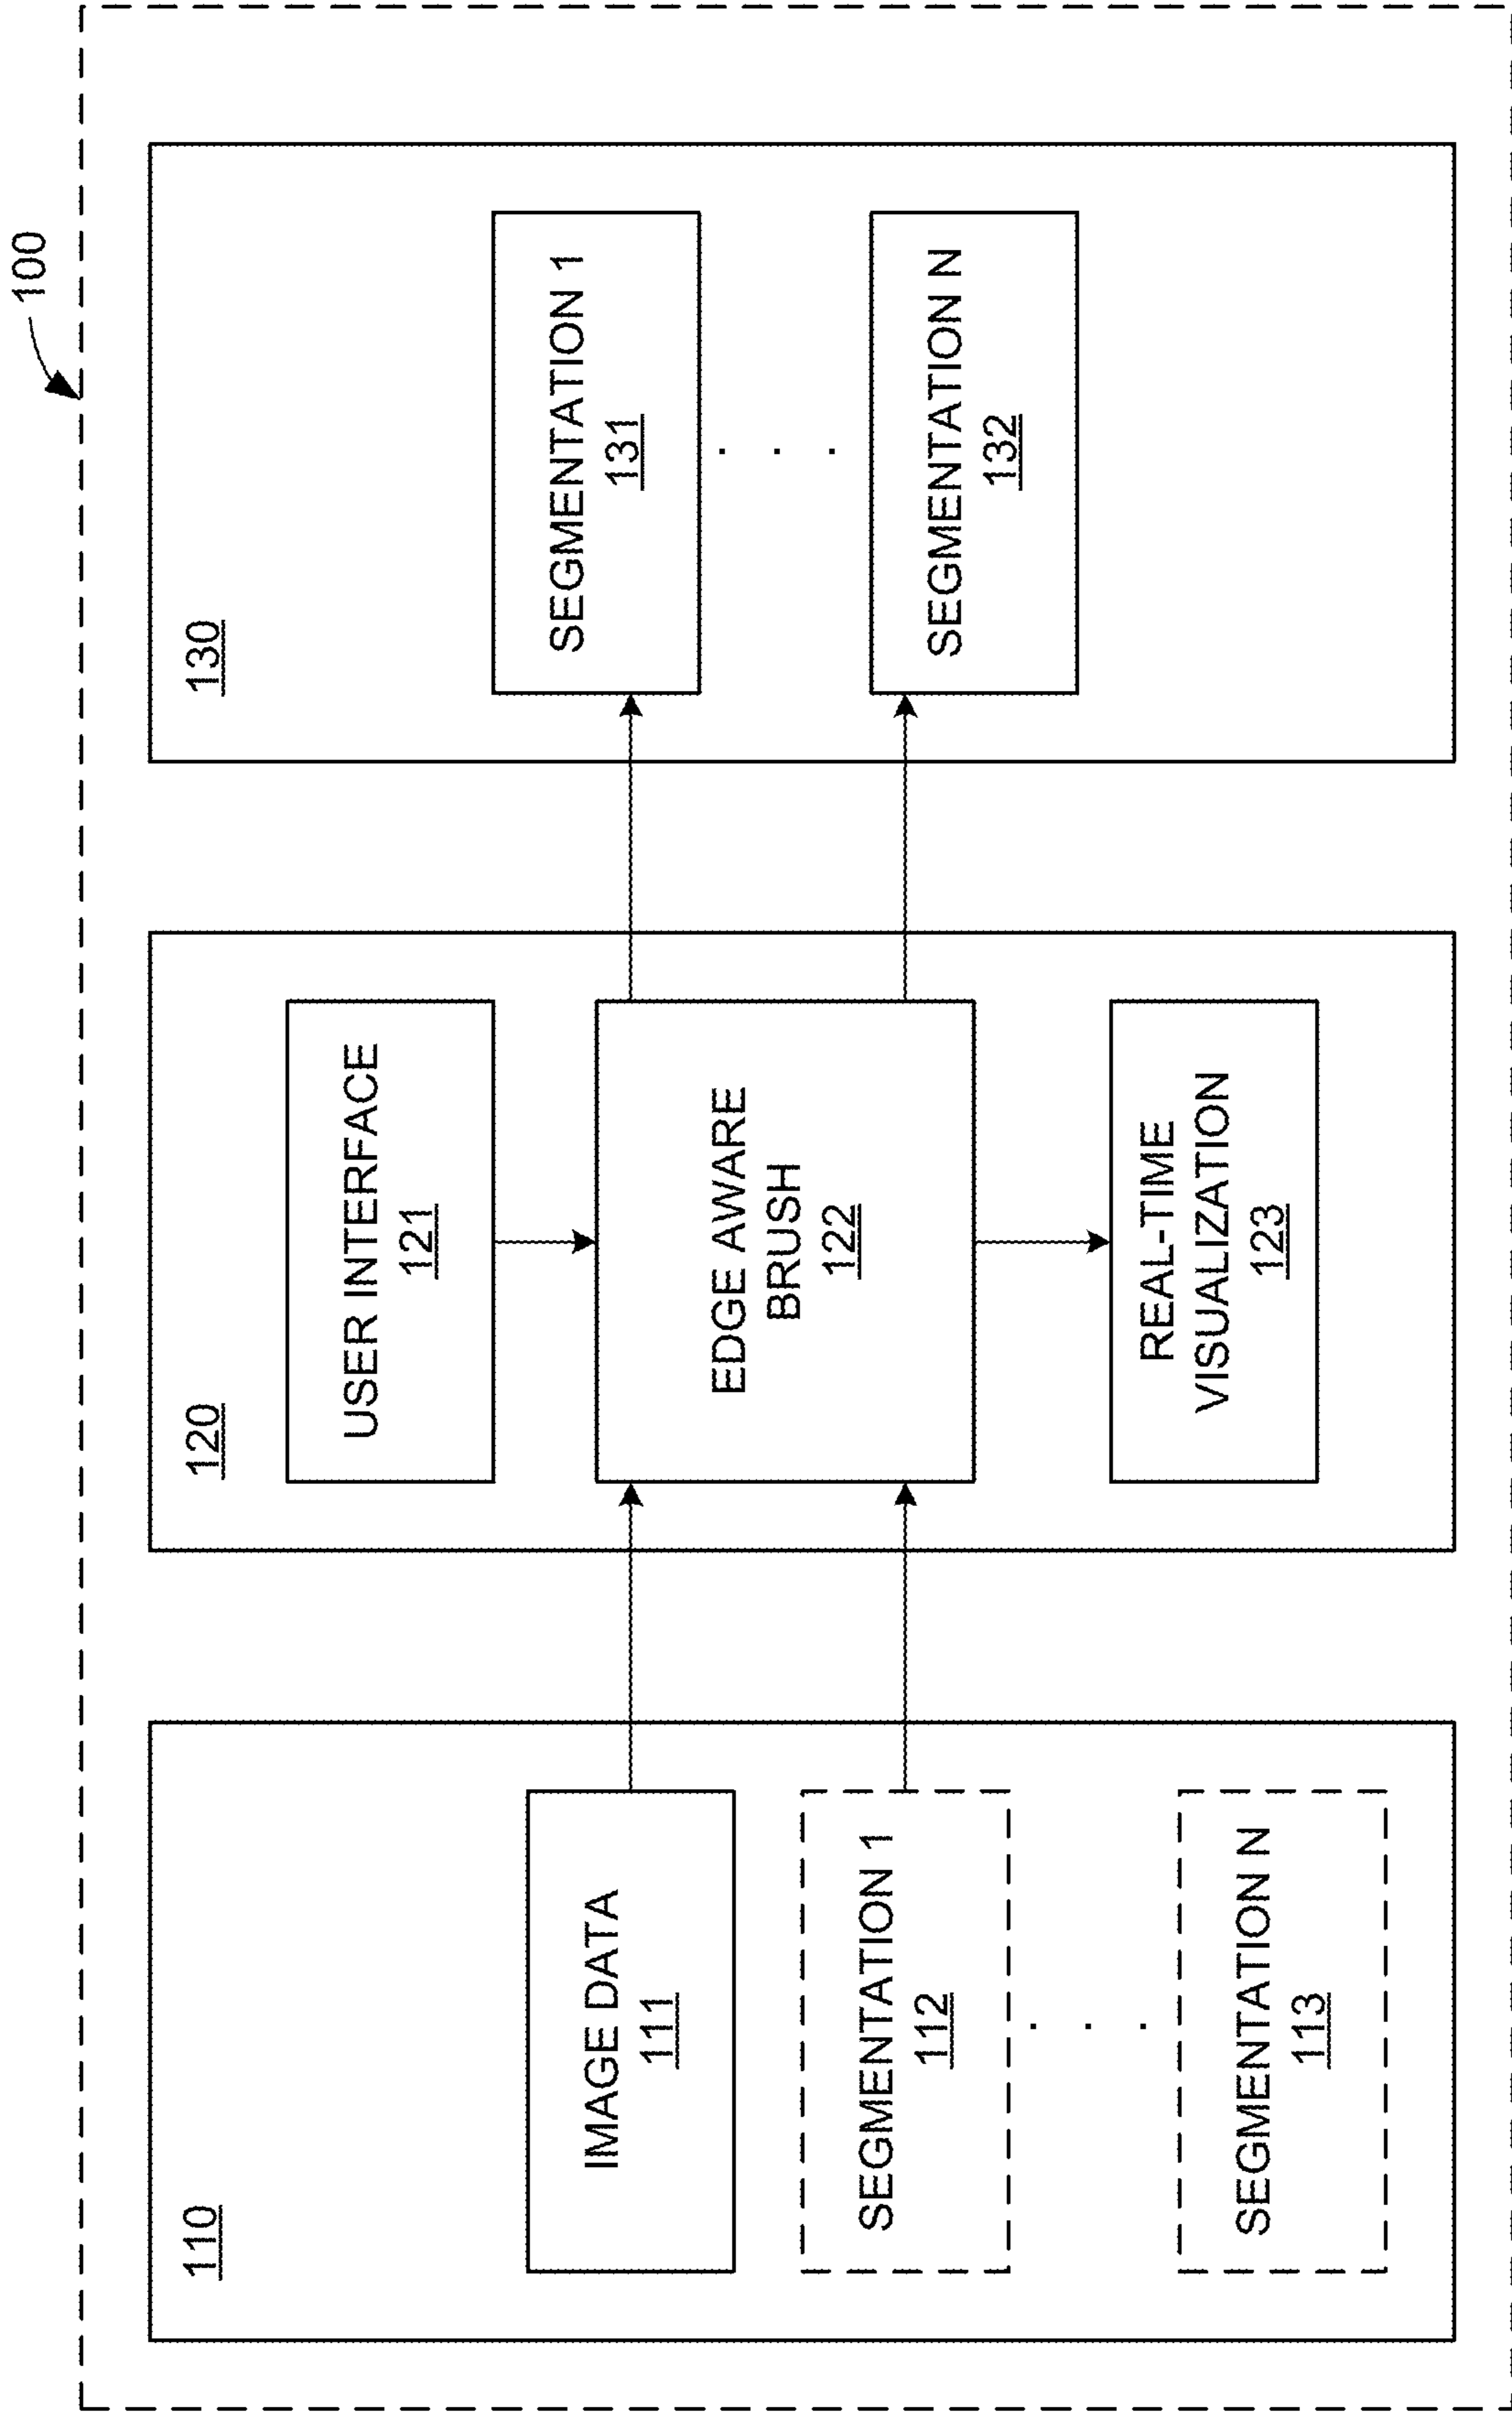 100
110
IMAGE DATA
111
SEGMENTATION 1
112
. . .
SEGMENTATION N
113
120
USER INTERFACE
121
EDGE AWARE
BRUSH
122
REAL-TIME
VISUALIZATION
123
130
SEGMENTATION 1
131
. . .
SEGMENTATION N
132